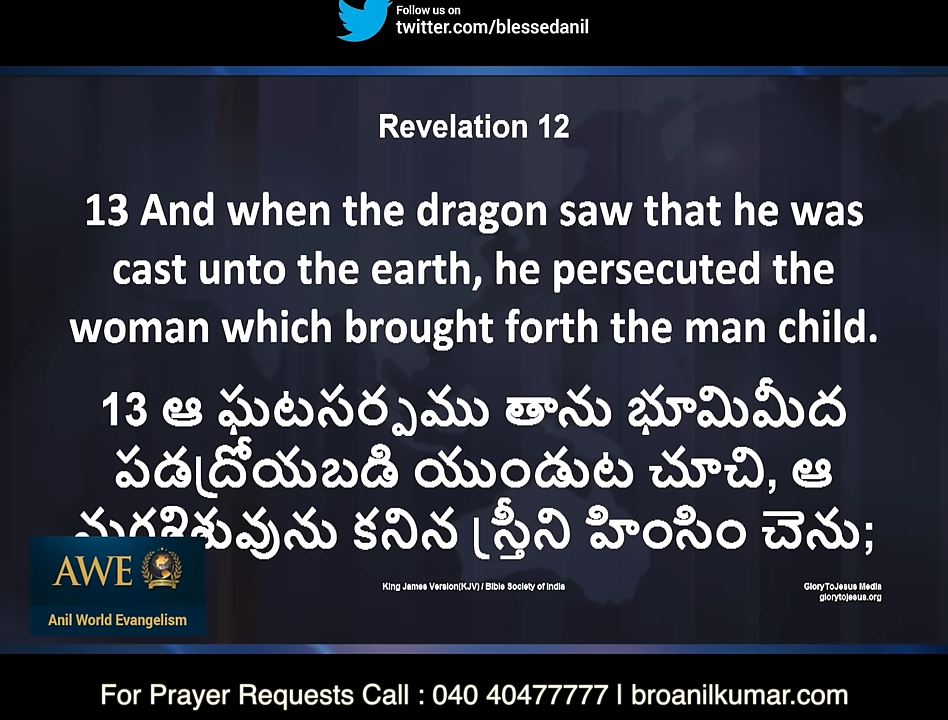 Follow us on
twitter.com/blessedanil
Revelation 12
13 And when the dragon saw that he was
cast unto the earth, he persecuted the
woman which brought forth the man child.
13 ఆ ఘటసర్పము తాను భూమిమీద
పడద్రోయబడి యుండుట చూచి, ఆ
కనిన స్త్రీని హింసిం చెను;
AWE
Anil World Evangelism
King James Version(KJV) / Bible Society of India
GloryToJesus Media
glorytojesus.org
For Prayer Requests Call : 040 40477777 l broanilkumar.com